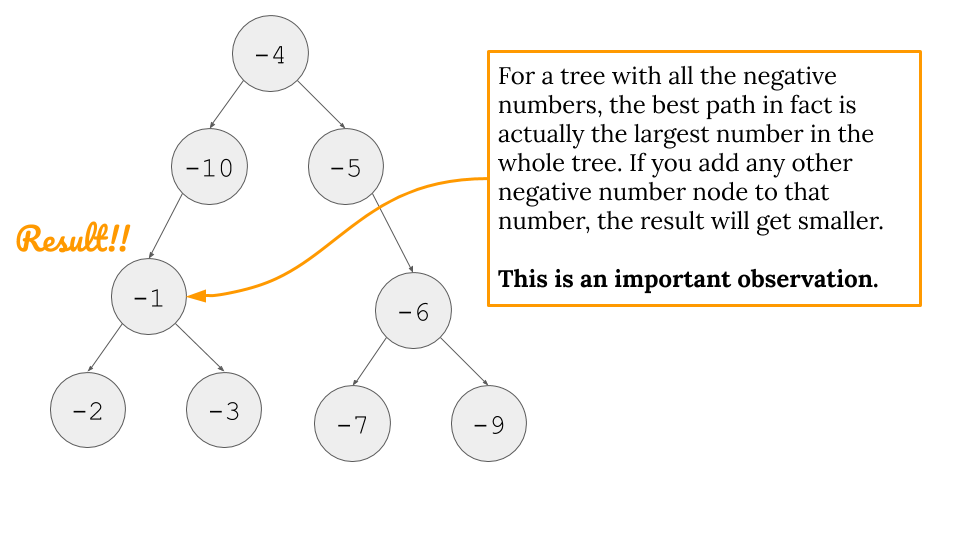 -4
-10
-5
For a tree with all the negative
numbers, the best path in fact is
actually the largest number in the
whole tree. If you add any other
negative number node to that
number, the result will get smaller.
This is an important observation.
Result!!
-1
-6
-2
-3
-7
-9